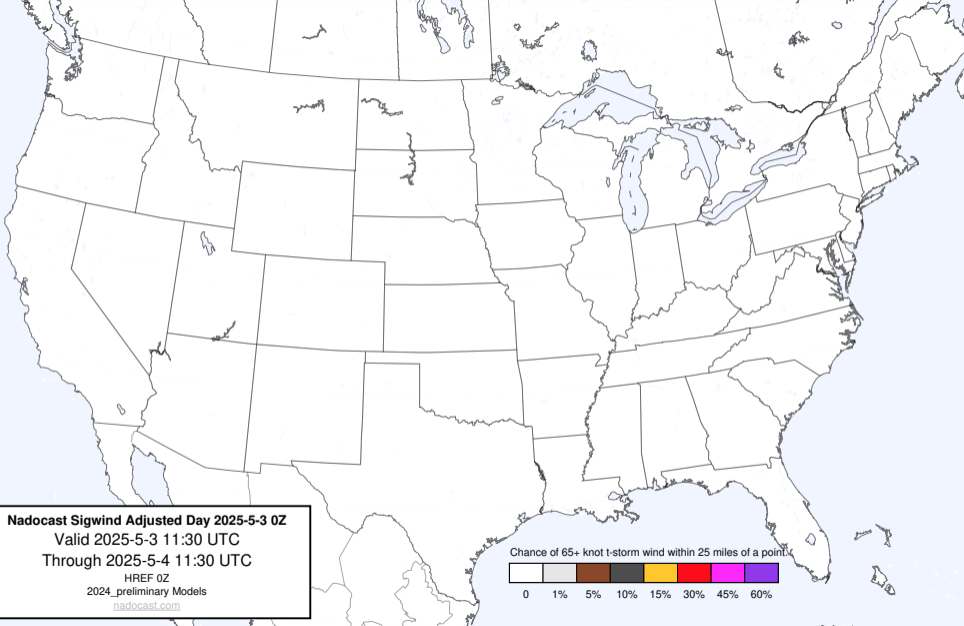 Nadocast Sigwind Adjusted Day 2025-5-3 0Z
Valid 2025-5-3 11:30 UTC
Through 2025-5-4 11:30 UTC
HREF 0Z
2024_preliminary Models
nadocast.com
Chance of 65+ knot t-storm wind within 25 miles of a point.
0 1% 5% 10% 15% 30% 45% 60%